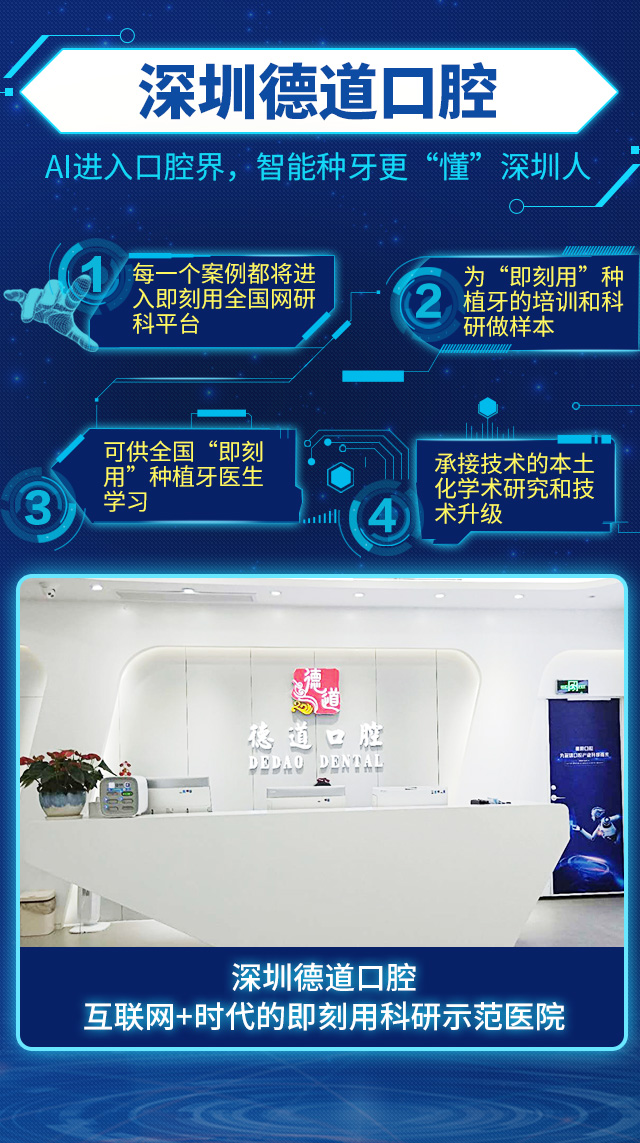 深圳德道口腔
AI进入口腔界，智能种牙更“懂”深圳人
1
每一个案例都将进
入即刻用全国网研
科平台
2
为“即刻用”种
植牙的培训和科
研做样本
3
可供全国“即刻
用”种植牙医生
学习
4
承接技术的本土
化学术研究和技
术升级
德道
德道口腔
DEDAO DENTAL
深圳德道口腔
互联网+时代的即刻用科研示范医院